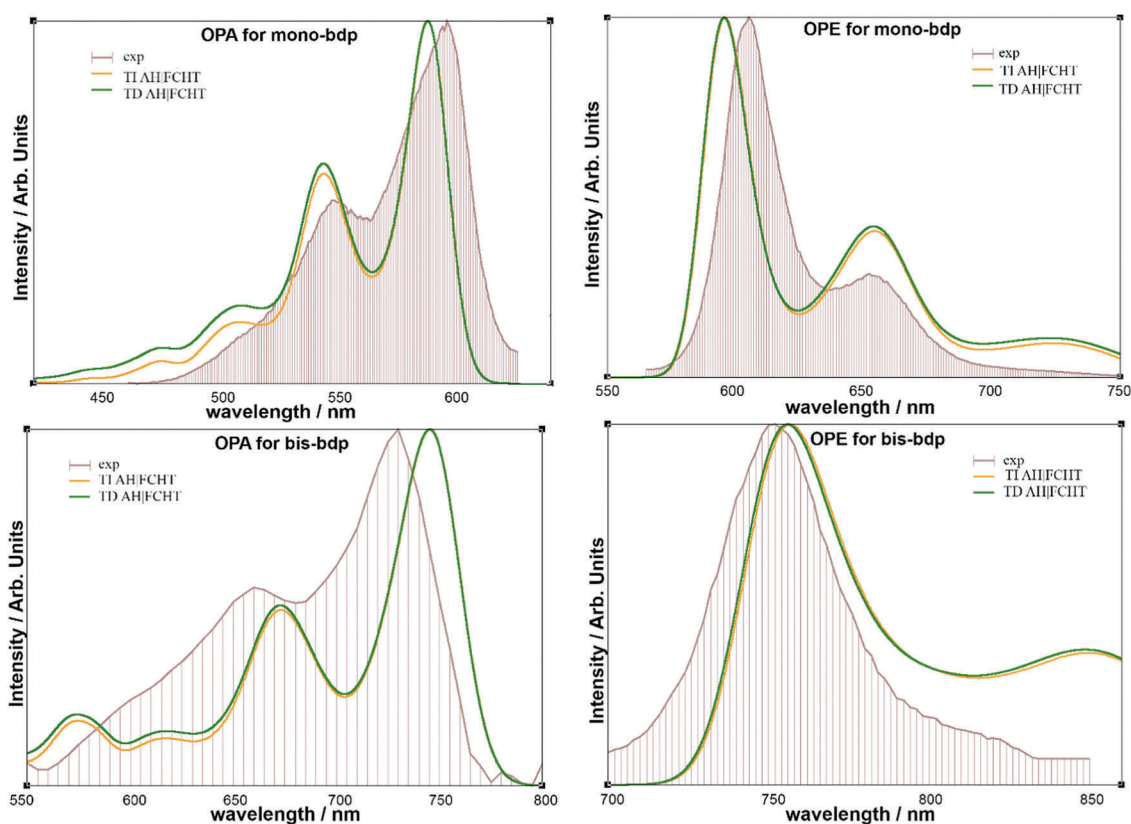 OPA for mono-bdp
exp
TI AH|FCHT
TD AH|FCHT
Intensity / Arb. Units
450 500 550 600
wavelength / nm
OPE for mono-bdp
exp
TI AH|FCHT
TD AH|FCHT
Intensity / Arb. Units
550 600 650 700 750
wavelength / nm
OPA for bis-bdp
exp
TI AH|FCHT
TD AH|FCHT
Intensity / Arb. Units
550 600 650 700 750 800
wavelength / nm
OPE for bis-bdp
exp
TI AH|FCHT
TD AH|FCHT
Intensity / Arb. Units
700 750 800 850
wavelength / nm